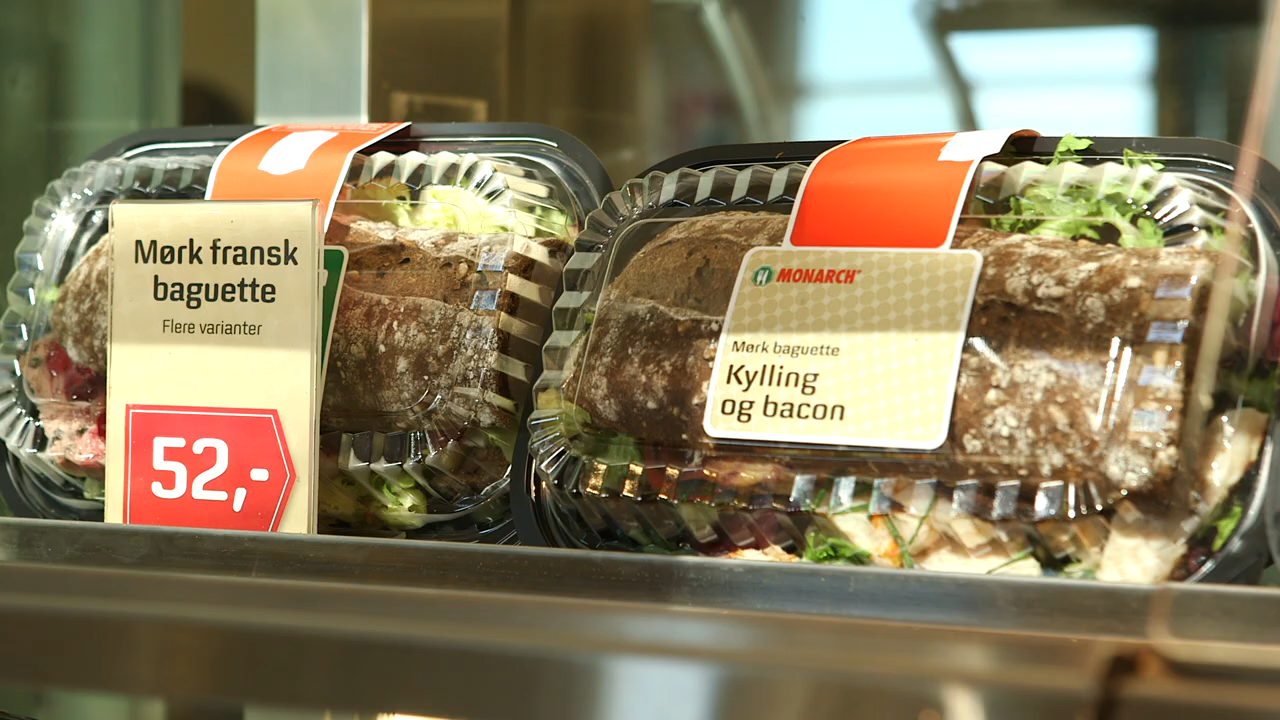 Mørk fransk
baguette
Flere varianter
52,-
MONARCH
Mørk baguette
Kylling
og bacon